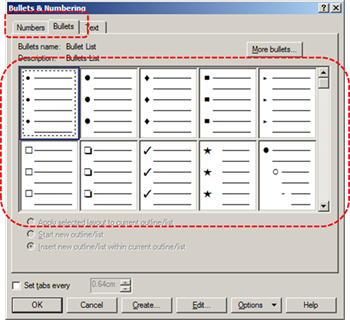 Bullets & Numbering
Numbers Bullets Text
Bullets name: Bullet List
More bullets...
Description: Bullets List
Apply selected layout to current outline/list
Start new outline/list
Insert new outline/list within current outline/list
Set tabs every 0.64cm
OK Cancel Create... Edit... Options Help